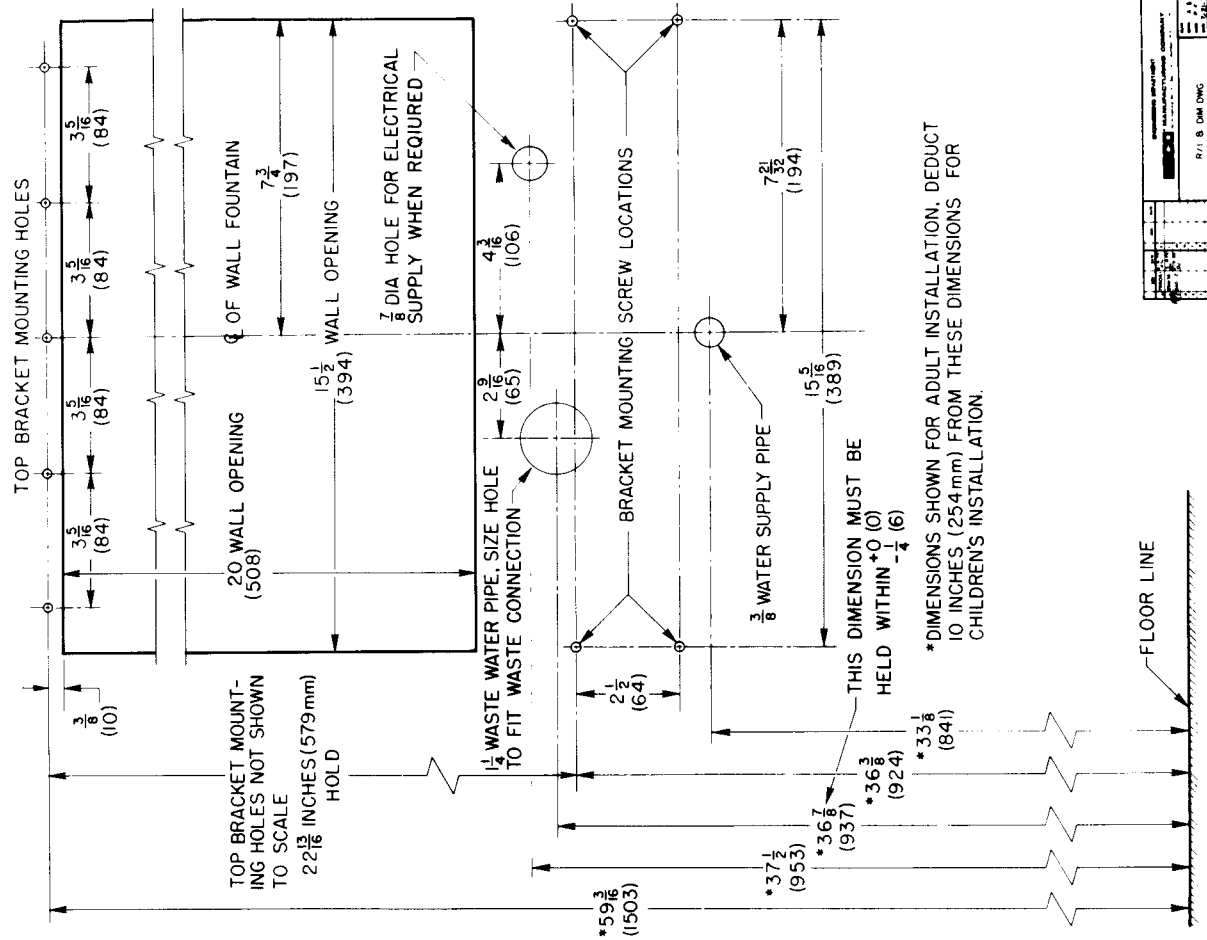 TOP BRACKET MOUNTING HOLES
3 5/16
(84)
3 5/16
(84)
3 5/16
(84)
3 5/16
(84)
3/8
(10)
20 WALL OPENING
(508)
℄ OF WALL FOUNTAIN
7 3/4
(197)
15 1/2 WALL OPENING
(394)
TOP BRACKET MOUNT-
ING HOLES NOT SHOWN
TO SCALE
22 13/16 INCHES (579mm)
HOLD
7/8 DIA HOLE FOR ELECTRICAL
SUPPLY WHEN REQIURED
1 1/4 WASTE WATER PIPE, SIZE HOLE
TO FIT WASTE CONNECTION
2 9/16
(65)
4 3/16
(106)
BRACKET MOUNTING SCREW LOCATIONS
2 1/2
(64)
3/8 WATER SUPPLY PIPE
7 21/32
(194)
15 5/16
(389)
THIS DIMENSION MUST BE
HELD WITHIN +0 (0)
-1/4 (6)
*59 3/16
(1503)
*37 1/2
(953)
*36 7/8
(937)
*36 3/8
(924)
*33 1/8
(841)
*DIMENSIONS SHOWN FOR ADULT INSTALLATION. DEDUCT
10 INCHES (254mm) FROM THESE DIMENSIONS FOR
CHILDREN'S INSTALLATION.
FLOOR LINE
MANUFACTURING COMPANY
R/I & DIM DWG